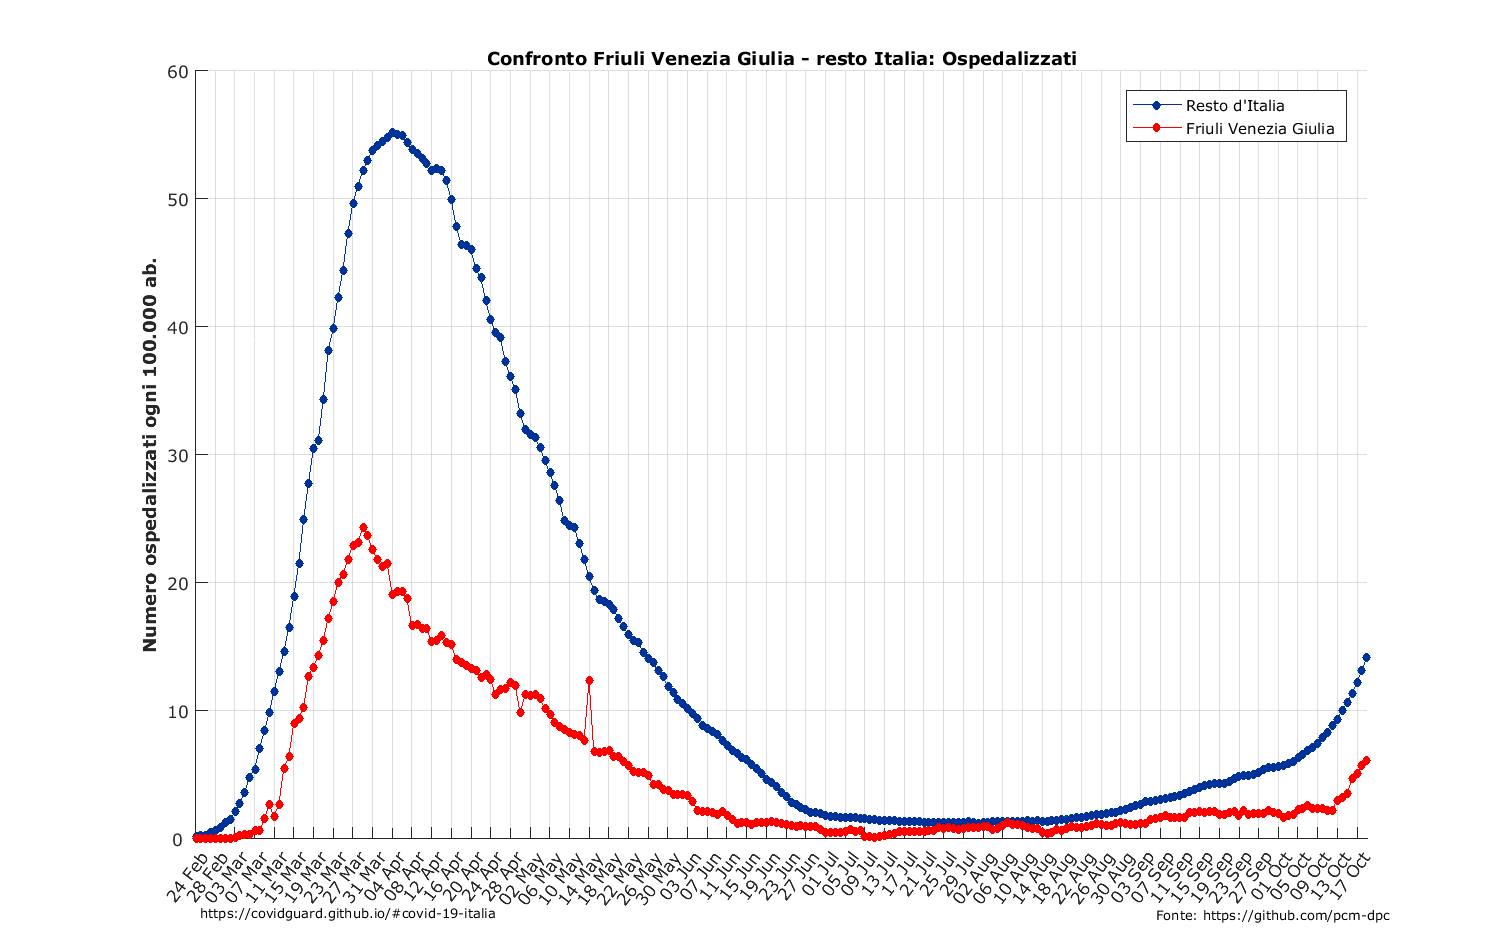 Confronto Friuli Venezia Giulia - resto Italia: Ospedalizzati
Resto d'Italia
Friuli Venezia Giulia
Numero ospedalizzati ogni 100.000 ab.
60
50
40
30
20
10
0
24 Feb
28 Feb
03 Mar
07 Mar
11 Mar
15 Mar
19 Mar
23 Mar
27 Mar
31 Mar
04 Apr
08 Apr
12 Apr
16 Apr
20 Apr
24 Apr
28 Apr
02 May
06 May
10 May
14 May
18 May
22 May
26 May
30 May
03 Jun
07 Jun
11 Jun
15 Jun
19 Jun
23 Jun
27 Jun
01 Jul
05 Jul
09 Jul
13 Jul
17 Jul
21 Jul
25 Jul
29 Jul
02 Aug
06 Aug
10 Aug
14 Aug
18 Aug
22 Aug
26 Aug
30 Aug
03 Sep
07 Sep
11 Sep
15 Sep
19 Sep
23 Sep
27 Sep
01 Oct
05 Oct
09 Oct
13 Oct
17 Oct
https://covidguard.github.io/#covid-19-italia
Fonte: https://github.com/pcm-dpc